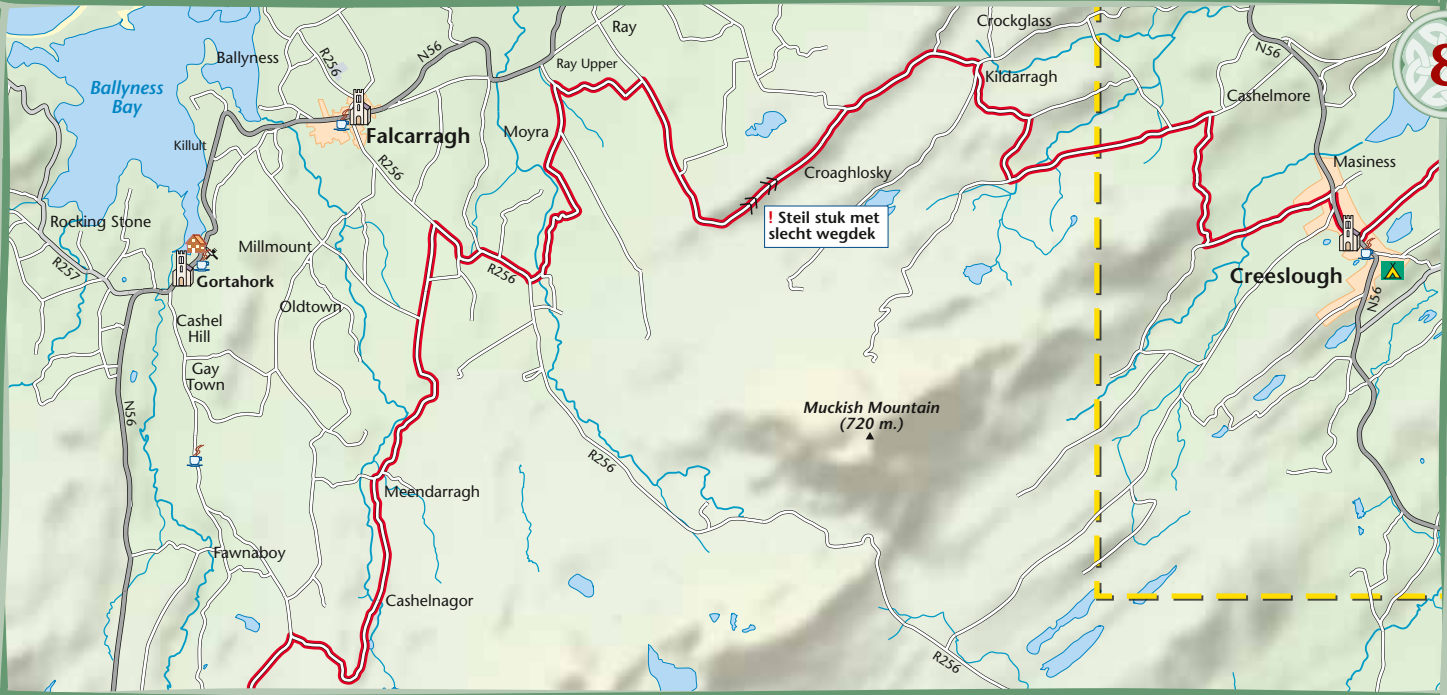 Crockglass
Ray
N56
8
Ballyness
R256
N56
Ray Upper
Kildarragh
Ballyness
Bay
Cashelmore
Falcarragh
Moyra
Killult
R256
Croaghlosky
Masiness
Rocking Stone
! Steil stuk met
slecht wegdek
Millmount
R257
R256
Gortahork
Creeslough
Oldtown
N56
Cashel
Hill
Gay
Town
Muckish Mountain
(720 m.)
N56
R256
Meendarragh
Fawnaboy
Cashelnagor
R256